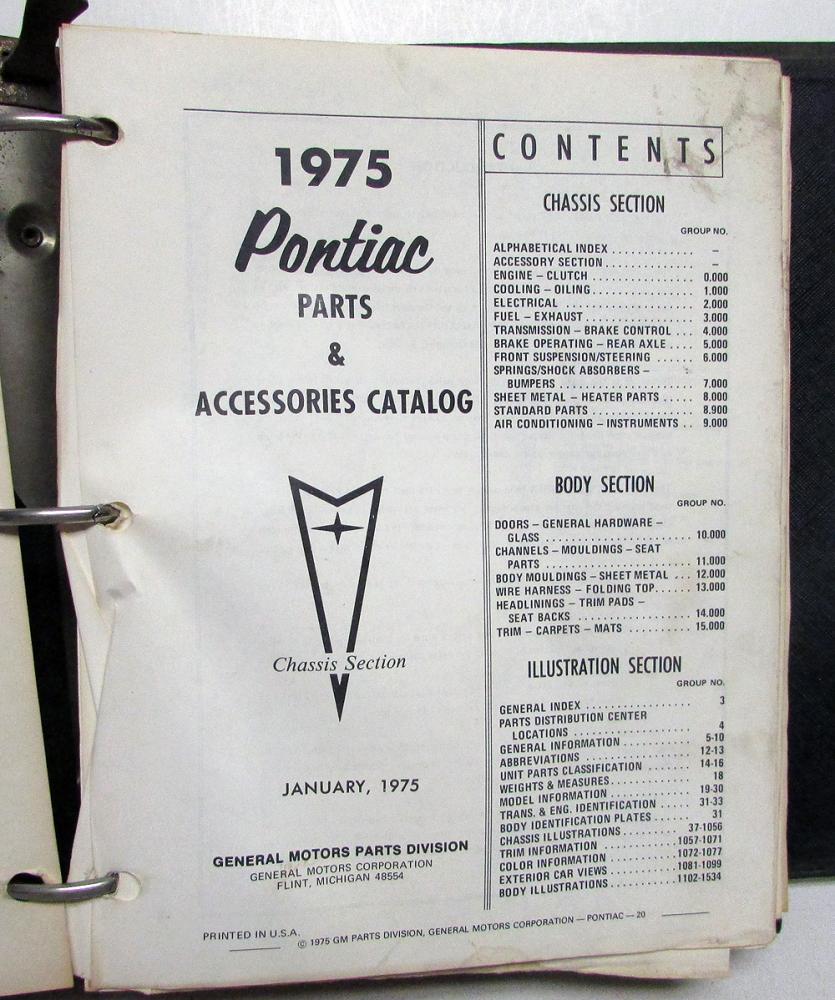 1975
Pontiac
PARTS
&
ACCESSORIES CATALOG
Chassis Section
JANUARY, 1975
GENERAL MOTORS PARTS DIVISION
GENERAL MOTORS CORPORATION
FLINT, MICHIGAN 48554
CONTENTS
CHASSIS SECTION
GROUP NO.
ALPHABETICAL INDEX . . . . . . . . . . . . –
ACCESSORY SECTION . . . . . . . . . . . . –
ENGINE – CLUTCH . . . . . . . . . . . . . . 0.000
COOLING – OILING . . . . . . . . . . . . . . 1.000
ELECTRICAL . . . . . . . . . . . . . . . . . . 2.000
FUEL – EXHAUST . . . . . . . . . . . . . . . 3.000
TRANSMISSION – BRAKE CONTROL . . . 4.000
BRAKE OPERATING – REAR AXLE . . . . 5.000
FRONT SUSPENSION/STEERING . . . . . . 6.000
SPRINGS/SHOCK ABSORBERS –
BUMPERS . . . . . . . . . . . . . . . . . . 7.000
SHEET METAL – HEATER PARTS . . . . . 8.000
STANDARD PARTS . . . . . . . . . . . . . . 8.900
AIR CONDITIONING – INSTRUMENTS . . 9.000
BODY SECTION
GROUP NO.
DOORS – GENERAL HARDWARE –
GLASS . . . . . . . . . . . . . . . . . . . . . 10.000
CHANNELS – MOULDINGS – SEAT
PARTS . . . . . . . . . . . . . . . . . . . . . 11.000
BODY MOULDINGS – SHEET METAL . . . 12.000
WIRE HARNESS – FOLDING TOP . . . . . . 13.000
HEADLININGS – TRIM PADS –
SEAT BACKS . . . . . . . . . . . . . . . . . 14.000
TRIM – CARPETS – MATS . . . . . . . . . . 15.000
ILLUSTRATION SECTION
GROUP NO.
GENERAL INDEX . . . . . . . . . . . . . . . . 3
PARTS DISTRIBUTION CENTER
LOCATIONS . . . . . . . . . . . . . . . . . . 4
GENERAL INFORMATION . . . . . . . . . . 5-10
ABBREVIATIONS . . . . . . . . . . . . . . . 12-13
UNIT PARTS CLASSIFICATION . . . . . . . 14-16
WEIGHTS & MEASURES . . . . . . . . . . . . 18
MODEL INFORMATION . . . . . . . . . . . . 19-30
TRANS. & ENG. IDENTIFICATION . . . . . 31-33
BODY IDENTIFICATION PLATES . . . . . . 31
CHASSIS ILLUSTRATIONS . . . . . . . . . 37-1056
TRIM INFORMATION . . . . . . . . . . . . 1057-1071
COLOR INFORMATION . . . . . . . . . . . 1072-1077
EXTERIOR CAR VIEWS . . . . . . . . . . . 1081-1099
BODY ILLUSTRATIONS . . . . . . . . . . . 1102-1534
PRINTED IN U.S.A.
© 1975 GM PARTS DIVISION, GENERAL MOTORS CORPORATION — PONTIAC — 20